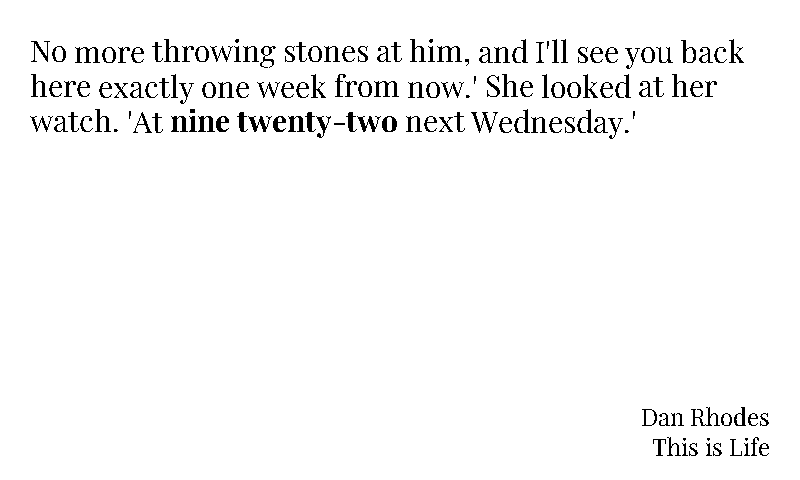 No more throwing stones at him, and I'll see you back
here exactly one week from now.' She looked at her
watch. 'At nine twenty-two next Wednesday.'
Dan Rhodes
This is Life